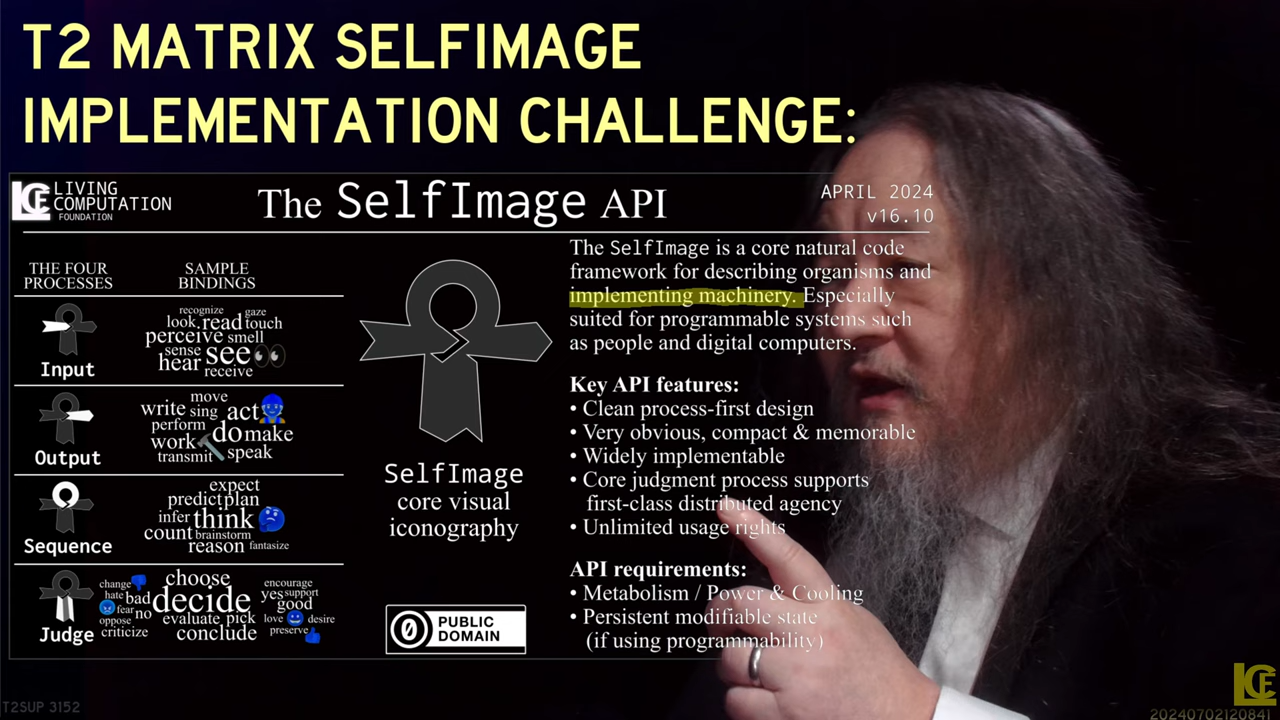 T2 MATRIX SELFIMAGE
IMPLEMENTATION CHALLENGE:
LCF LIVING
COMPUTATION
FOUNDATION
The SelfImage API
APRIL 2024
v16.10
THE FOUR
PROCESSES
SAMPLE
BINDINGS
Input
recognize
gaze
look read touch
perceive smell
sense
hear see
receive
Output
move
write sing act
perform
do make
work
transmit speak
Sequence
expect
predict plan
infer think
count brainstorm
reason fantasize
Judge
change
hate bad
fear no
oppose
criticize
choose
decide
evaluate pick
conclude
encourage
yes support
good
love desire
preserve
SelfImage
core visual
iconography
0 PUBLIC
DOMAIN
The SelfImage is a core natural code
framework for describing organisms and
implementing machinery. Especially
suited for programmable systems such
as people and digital computers.
Key API features:
• Clean process-first design
• Very obvious, compact & memorable
• Widely implementable
• Core judgment process supports
first-class distributed agency
• Unlimited usage rights
API requirements:
• Metabolism / Power & Cooling
• Persistent modifiable state
(if using programmability)
T2SUP 3152
LCF
20240702120841